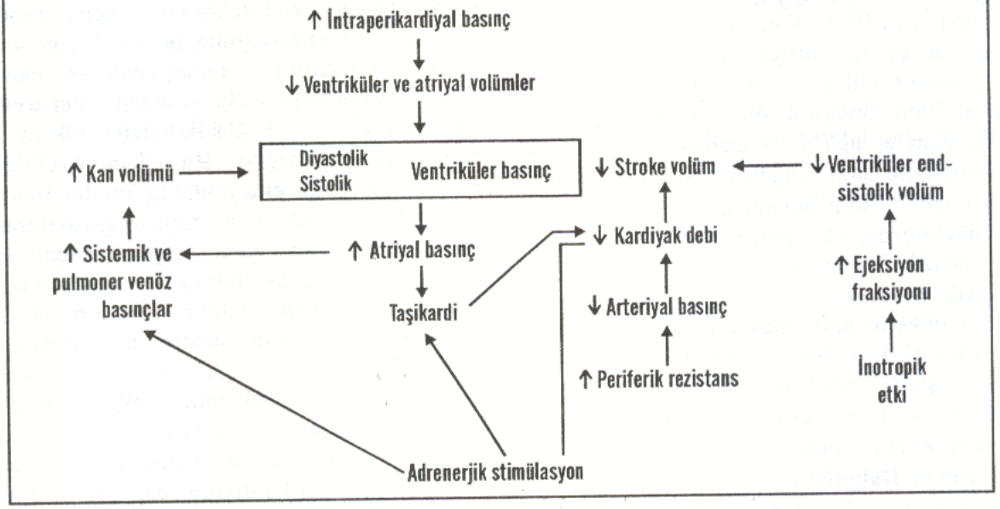 ↑ İntraperikardiyal basınç
↓ Ventriküler ve atriyal volümler
Diyastolik
Sistolik
Ventriküler basınç
↑ Kan volümü
↓ Stroke volüm
↓ Ventriküler end-
sistolik volüm
↑ Sistemik ve
pulmoner venöz
basınçlar
↑ Atriyal basınç
↓ Kardiyak debi
↑ Ejeksiyon
fraksiyonu
Taşikardi
↓ Arteriyal basınç
↑ Periferik rezistans
İnotropik
etki
Adrenerjik stimülasyon